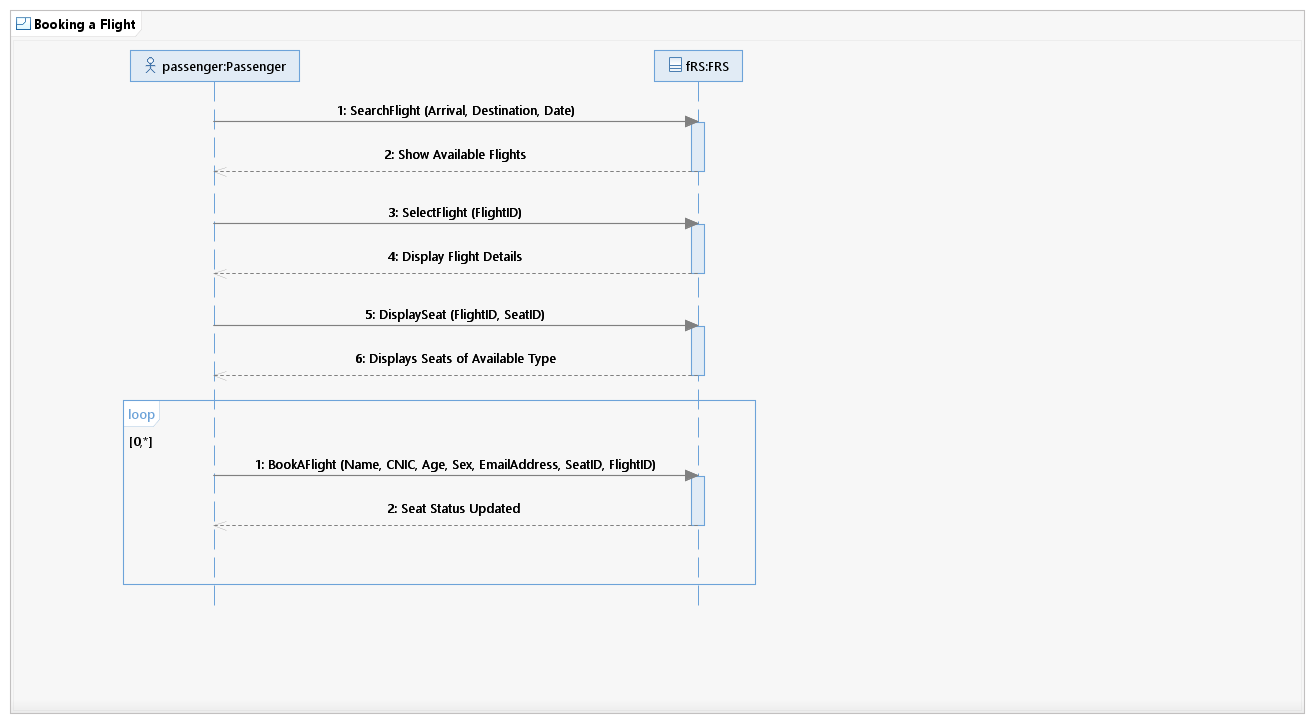 Booking a Flight
passenger:Passenger
fRS:FRS
1: SearchFlight (Arrival, Destination, Date)
2: Show Available Flights
3: SelectFlight (FlightID)
4: Display Flight Details
5: DisplaySeat (FlightID, SeatID)
6: Displays Seats of Available Type
loop
[0,*]
1: BookAFlight (Name, CNIC, Age, Sex, EmailAddress, SeatID, FlightID)
2: Seat Status Updated